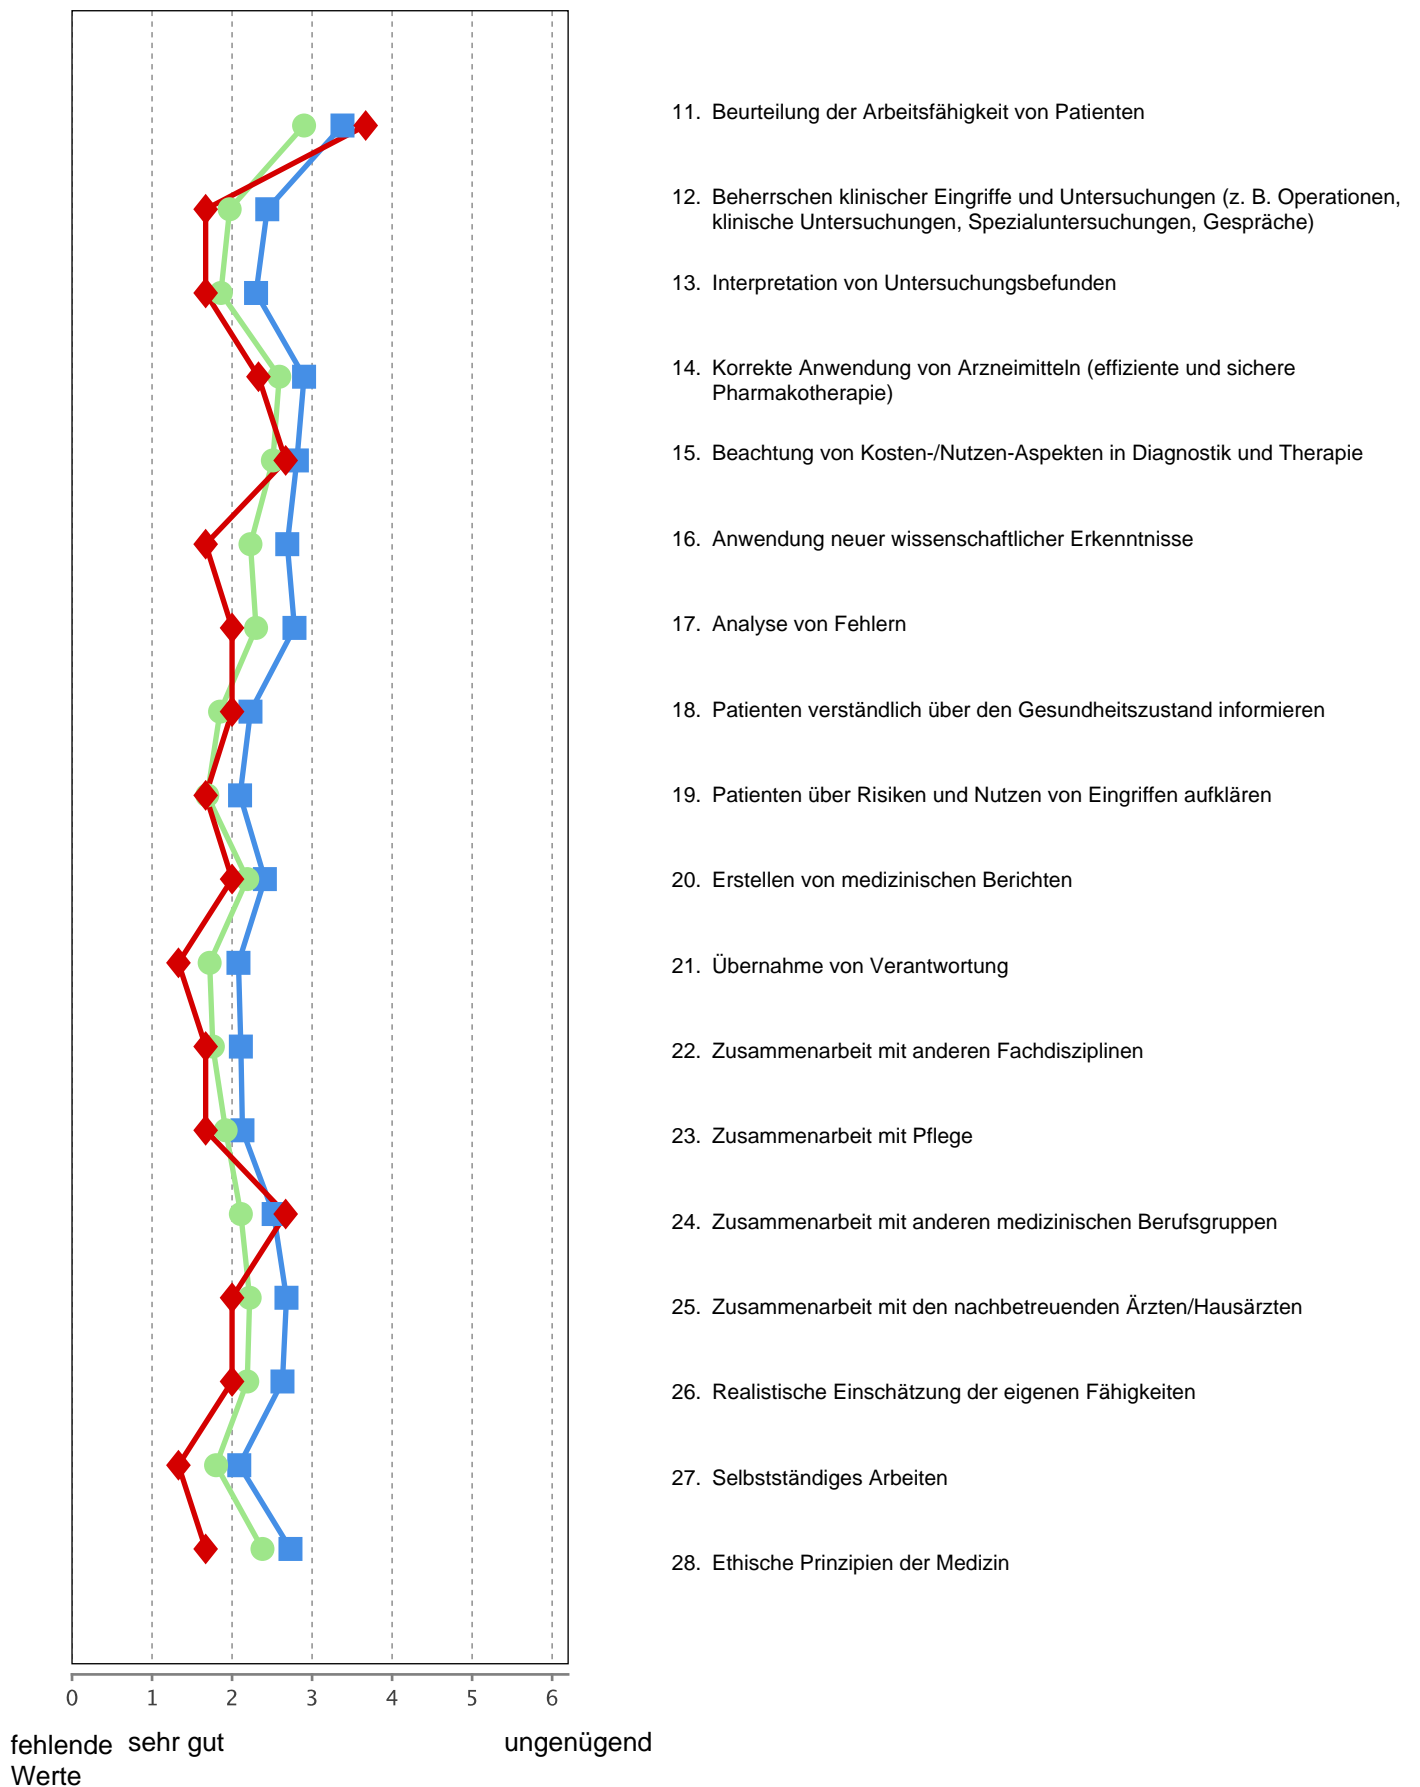 11. Beurteilung der Arbeitsfähigkeit von Patienten
12. Beherrschen klinischer Eingriffe und Untersuchungen (z. B. Operationen,
klinische Untersuchungen, Spezialuntersuchungen, Gespräche)
13. Interpretation von Untersuchungsbefunden
14. Korrekte Anwendung von Arzneimitteln (effiziente und sichere
Pharmakotherapie)
15. Beachtung von Kosten-/Nutzen-Aspekten in Diagnostik und Therapie
16. Anwendung neuer wissenschaftlicher Erkenntnisse
17. Analyse von Fehlern
18. Patienten verständlich über den Gesundheitszustand informieren
19. Patienten über Risiken und Nutzen von Eingriffen aufklären
20. Erstellen von medizinischen Berichten
21. Übernahme von Verantwortung
22. Zusammenarbeit mit anderen Fachdisziplinen
23. Zusammenarbeit mit Pflege
24. Zusammenarbeit mit anderen medizinischen Berufsgruppen
25. Zusammenarbeit mit den nachbetreuenden Ärzten/Hausärzten
26. Realistische Einschätzung der eigenen Fähigkeiten
27. Selbstständiges Arbeiten
28. Ethische Prinzipien der Medizin
0 1 2 3 4 5 6
fehlende sehr gut ungenügend
Werte